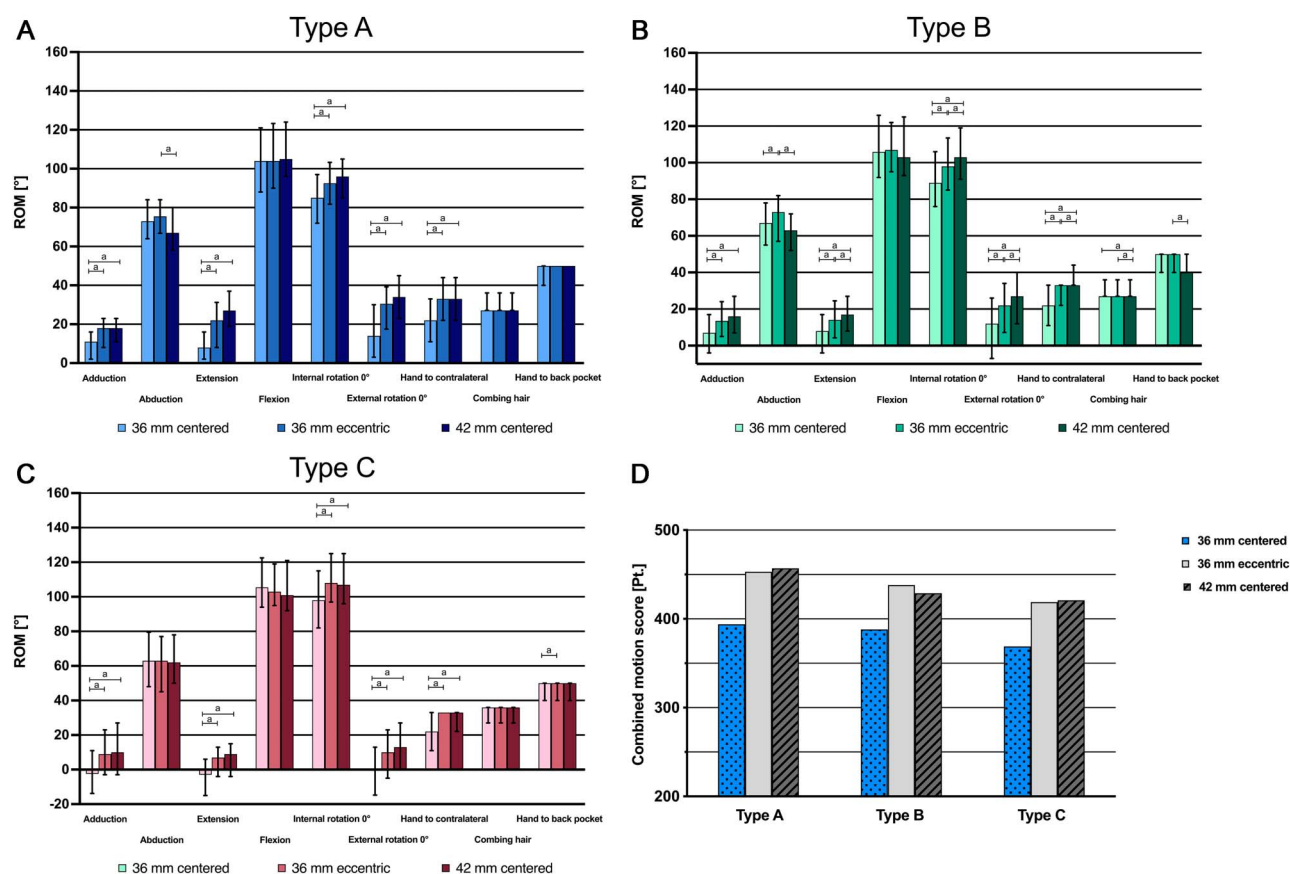 A
Type A
ROM [°]
160
140
120
100
80
60
40
20
0
a
a
a
a
a
a
a
a
a
a
a
Adduction
Extension
Internal rotation 0°
Hand to contralateral
Hand to back pocket
Abduction
Flexion
External rotation 0°
Combing hair
36 mm centered
36 mm eccentric
42 mm centered
B
Type B
ROM [°]
160
140
120
100
80
60
40
20
0
a
a
a a
a
a a
a
a a
a
a a
a
a a
a
a
a
Adduction
Extension
Internal rotation 0°
Hand to contralateral
Hand to back pocket
Abduction
Flexion
External rotation 0°
Combing hair
36 mm centered
36 mm eccentric
42 mm centered
C
Type C
ROM [°]
160
140
120
100
80
60
40
20
0
-20
a
a
a
a
a
a
a
a
a
a
a
Adduction
Extension
Internal rotation 0°
Hand to contralateral
Hand to back pocket
Abduction
Flexion
External rotation 0°
Combing hair
36 mm centered
36 mm eccentric
42 mm centered
D
Combined motion score [Pt.]
500
400
300
200
Type A
Type B
Type C
36 mm centered
36 mm eccentric
42 mm centered